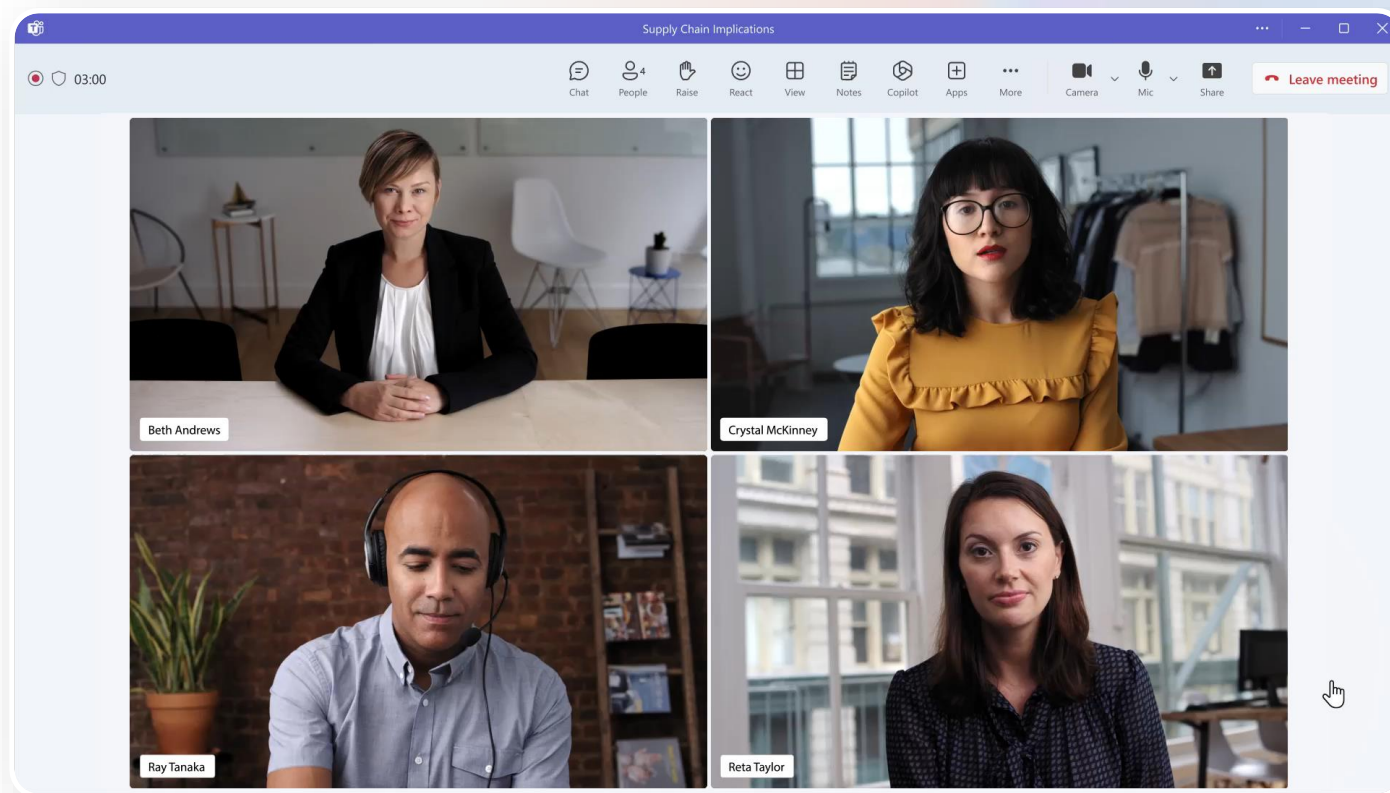 Supply Chain Implications
03:00
4
Chat People Raise React View Notes Copilot Apps More Camera Mic Share
Leave meeting
Beth Andrews
Crystal McKinney
Ray Tanaka
Reta Taylor